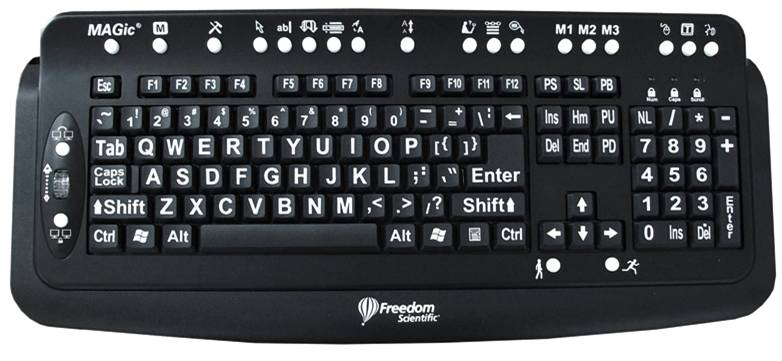 MAGic® M abl A A A M1 M2 M3
Esc F1 F2 F3 F4 F5 F6 F7 F8 F9 F10 F11 F12 PS SL PB
Num Caps Scroll
~ ` 1 ! 2 @ 3 # 4 $ 5 % 6 ^ 7 & 8 * 9 ( 0 ) - _ = + \ ¦ ← Ins Hm PU NL / * -
Tab Q W E R T Y U I O P [ { ] } Del End PD 7 8 9 +
Caps Lock A S D F G H J K L ; : ' " Enter 4 5 6
Shift Z X C V B N M , < . > / ? Shift ↑ 1 2 3 Enter
Ctrl Alt Alt Ctrl ← ↓ → 0 Ins Del
Freedom
Scientific™